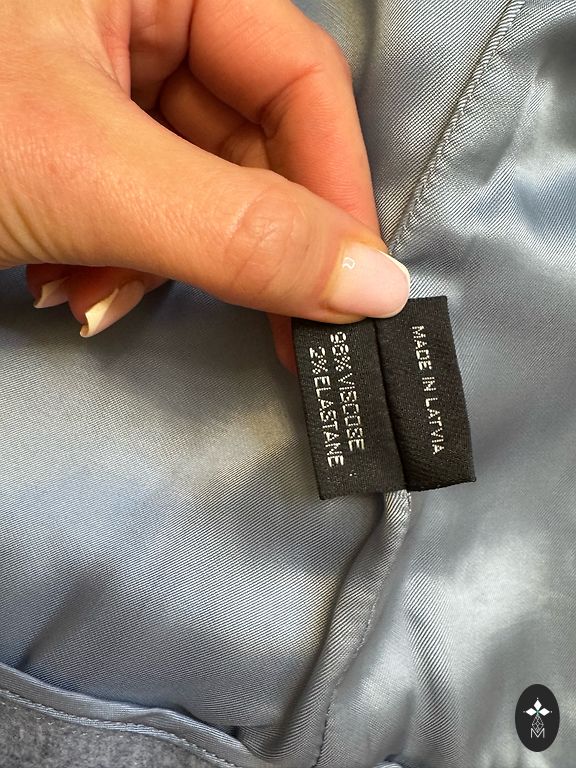 98% VISCOSE
2% ELASTANE
MADE IN LATVIA
M